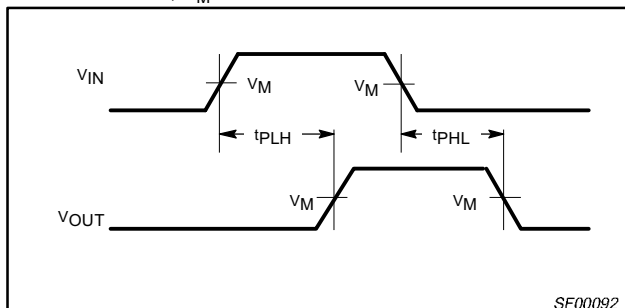 M
VIN VM VM
tPLH tPHL
VM VM
VOUT
SF00092